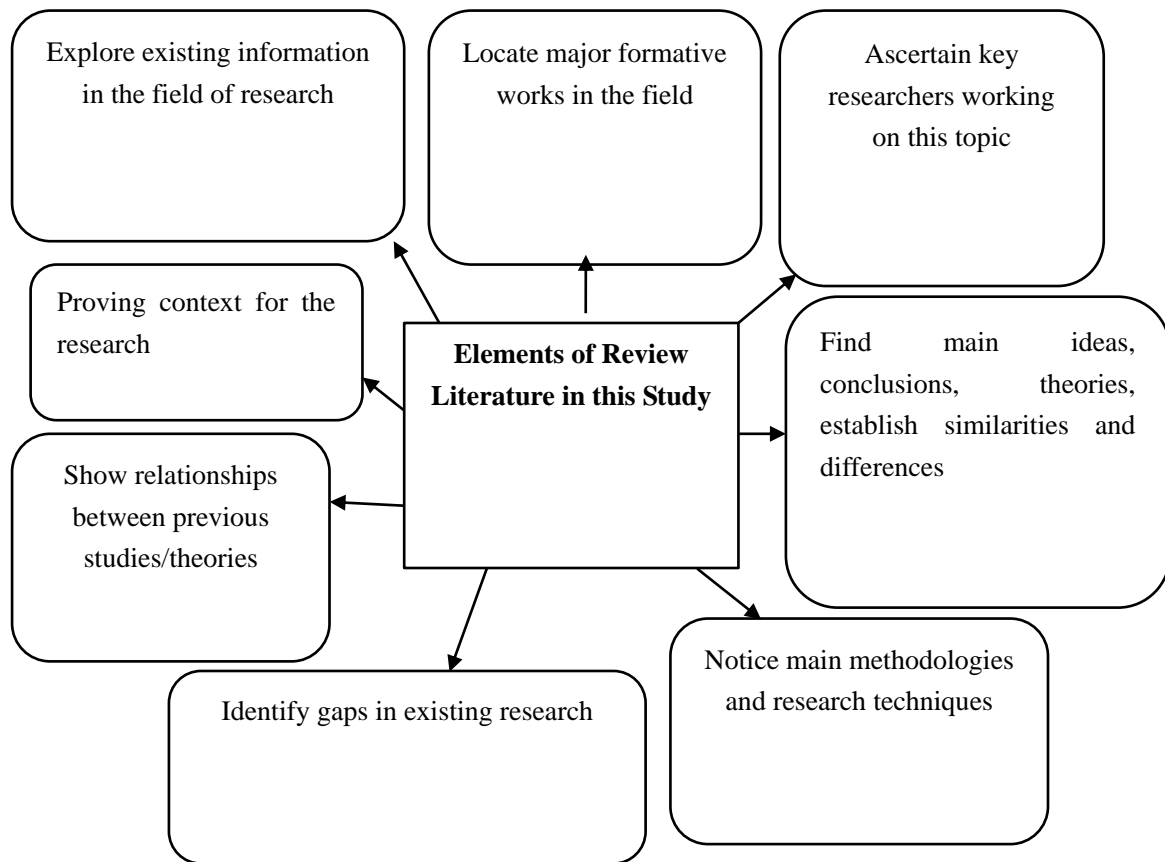 Explore existing information
in the field of research
Locate major formative
works in the field
Ascertain key
researchers working
on this topic
Proving context for the
research
Elements of Review
Literature in this Study
Find main ideas,
conclusions, theories,
establish similarities and
differences
Show relationships
between previous
studies/theories
Notice main methodologies
and research techniques
Identify gaps in existing research